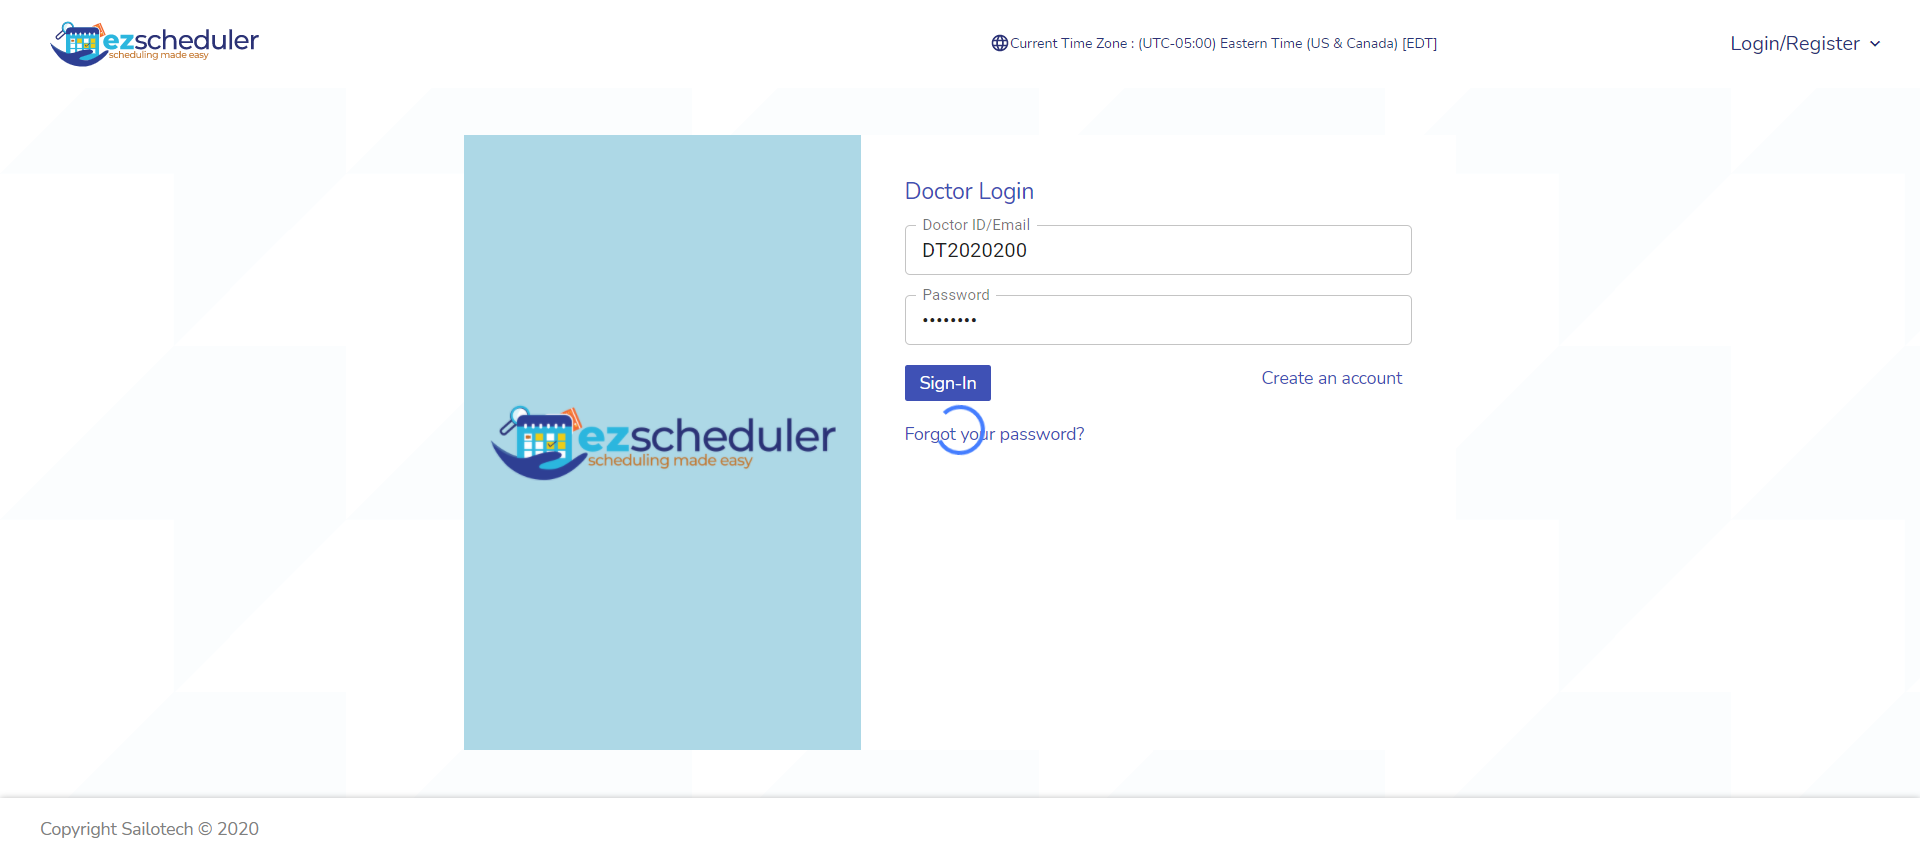 ezscheduler
scheduling made easy
Current Time Zone : (UTC-05:00) Eastern Time (US & Canada) [EDT]
Login/Register
ezscheduler
scheduling made easy
Doctor Login
Doctor ID/Email
DT2020200
Password
••••••••
Sign-In
Create an account
Forgot your password?
Copyright Sailotech © 2020